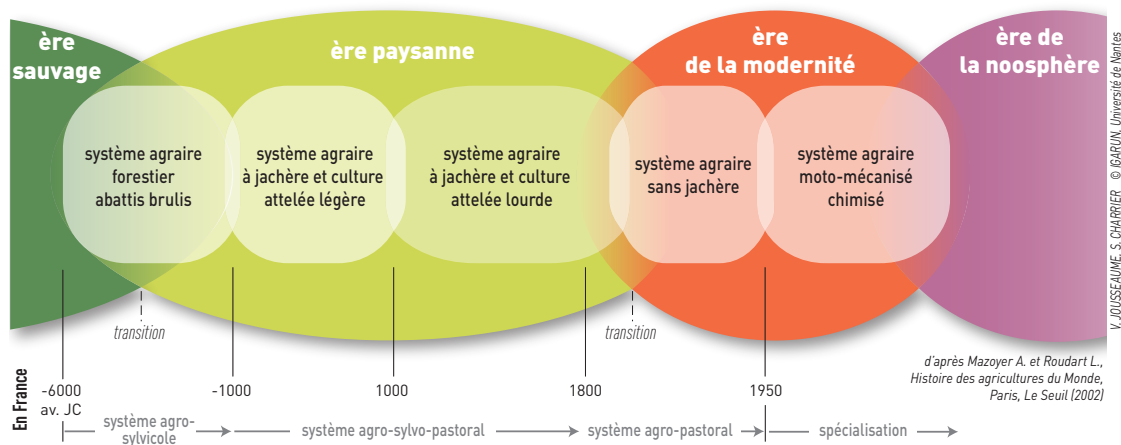 ère
sauvage
ère paysanne
ère
de la modernité
ère de
la noosphère
système agraire
forestier
abattis brulis
système agraire
à jachère et culture
attelée légère
système agraire
à jachère et culture
attelée lourde
système agraire
sans jachère
système agraire
moto-mécanisé
chimisé
transition
transition
En France
-6000
av. JC
-1000
1000
1800
1950
système agro-
sylvicole
système agro-sylvo-pastoral
système agro-pastoral
spécialisation
d'après Mazoyer A. et Roudart L.,
Histoire des agricultures du Monde,
Paris, Le Seuil (2002)
V. JOUSSEAUME, S. CHARRIER © IGARUN, Université de Nantes